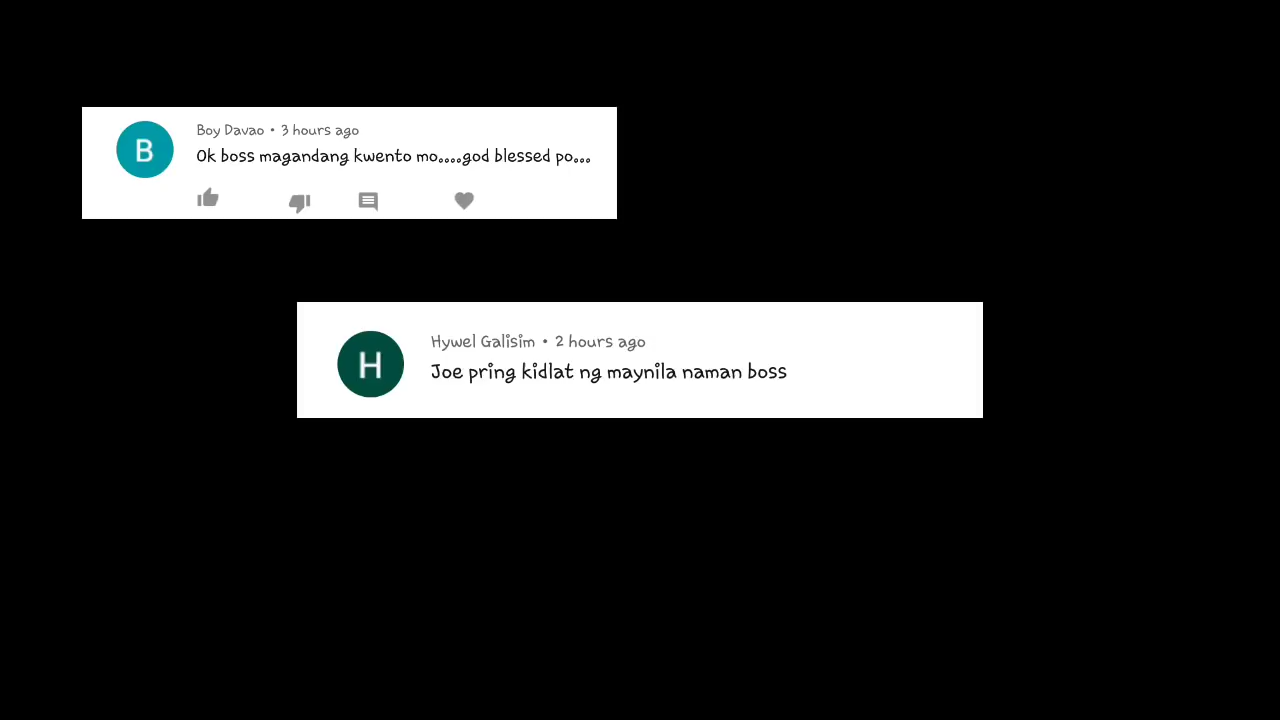 B
Boy Davao • 3 hours ago
Ok boss magandang kwento mo....god blessed po...
H
Hywel Galisim • 2 hours ago
Joe pring kidlat ng maynila naman boss